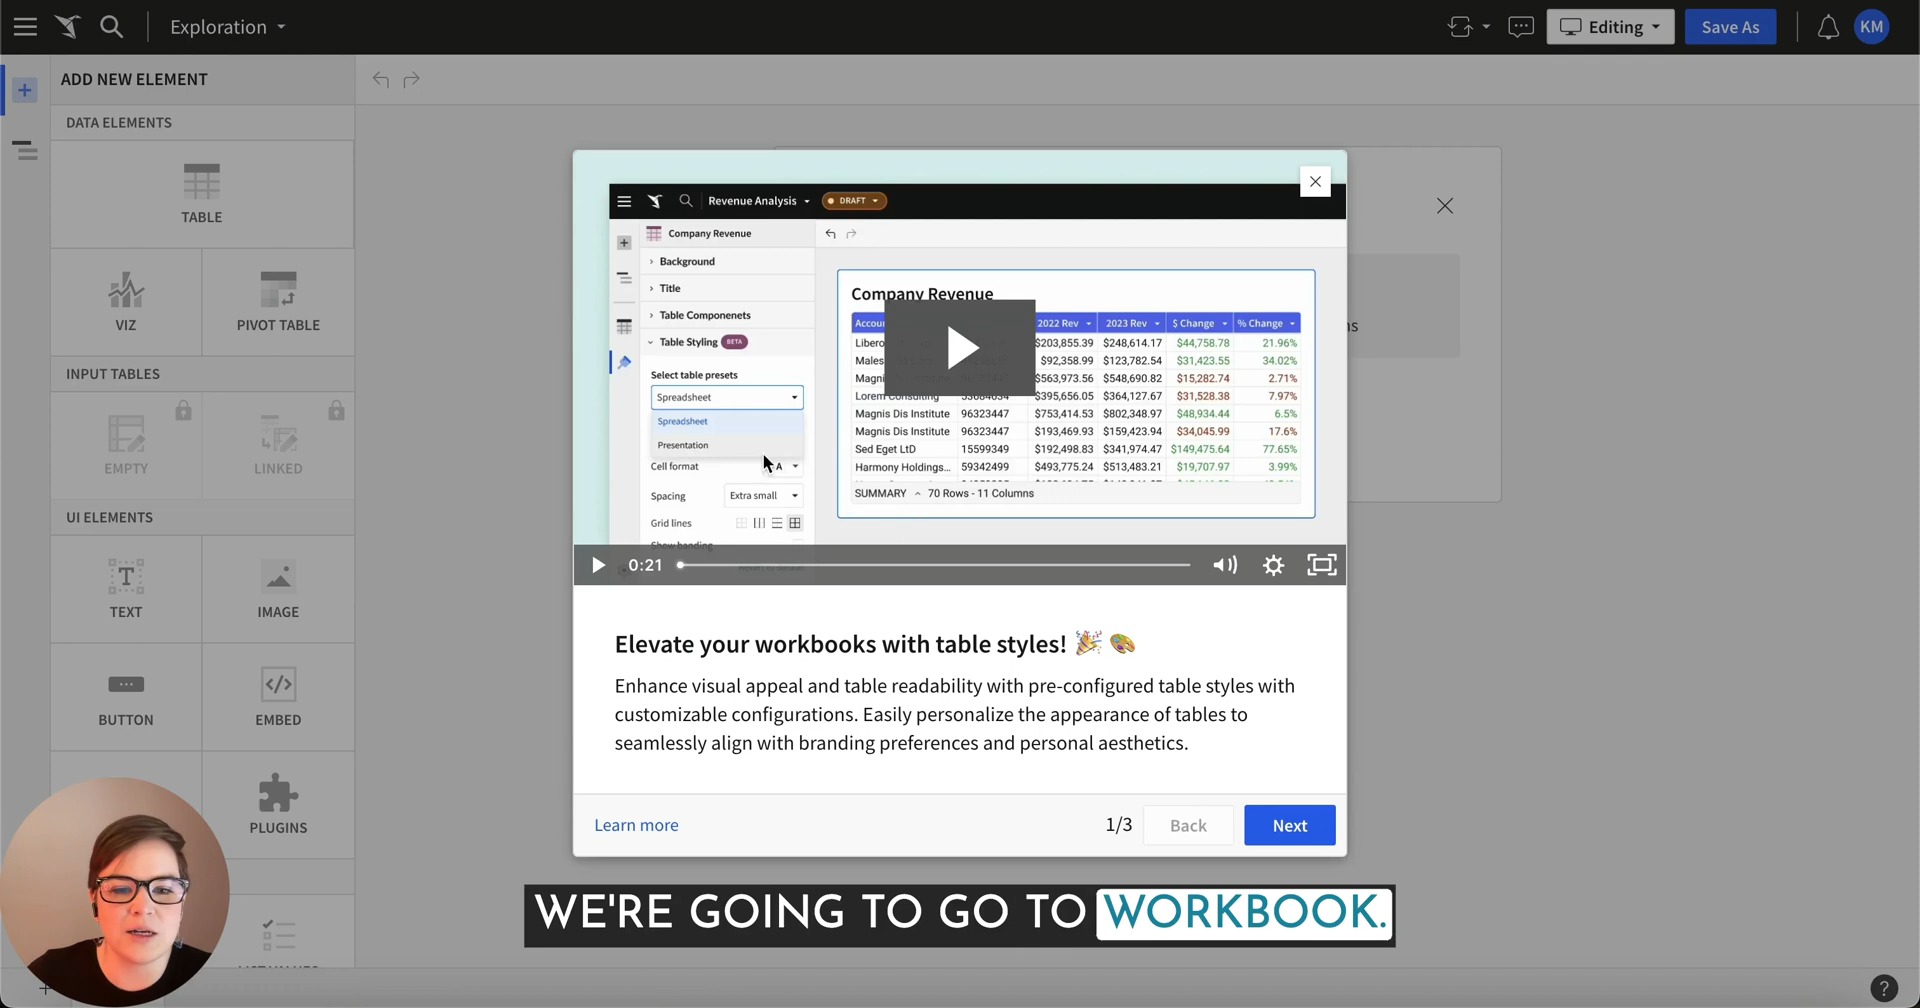 Exploration
Editing
Save As
KM
ADD NEW ELEMENT
DATA ELEMENTS
TABLE
VIZ
PIVOT TABLE
INPUT TABLES
EMPTY
LINKED
UI ELEMENTS
TEXT
IMAGE
BUTTON
EMBED
PLUGINS
Revenue Analysis
DRAFT
Company Revenue
Background
Title
Table Componenets
Table Styling BETA
Select table presets
Spreadsheet
Spreadsheet
Presentation
Cell format A
Spacing Extra small
Grid lines
Show banding
Company Revenue
2022 Rev 2023 Rev $ Change % Change
$203,855.39 $248,614.17 $44,758.78 21.96%
$92,358.99 $123,782.54 $31,423.55 34.02%
$563,973.56 $548,690.82 $15,282.74 2.71%
Lorem Consulting $395,656.05 $364,127.67 $31,528.38 7.97%
Magnis Dis Institute 96323447 $753,414.53 $802,348.97 $48,934.44 6.5%
Magnis Dis Institute 96323447 $193,469.93 $159,423.94 $34,045.99 17.6%
Sed Eget LtD 15599349 $192,498.83 $341,974.47 $149,475.64 77.65%
Harmony Holdings... 59342499 $493,775.24 $513,483.21 $19,707.97 3.99%
SUMMARY 70 Rows - 11 Columns
0:21
Elevate your workbooks with table styles! 🎉 🎨
Enhance visual appeal and table readability with pre-configured table styles with
customizable configurations. Easily personalize the appearance of tables to
seamlessly align with branding preferences and personal aesthetics.
Learn more
1/3
Back
Next
WE'RE GOING TO GO TO WORKBOOK.
?